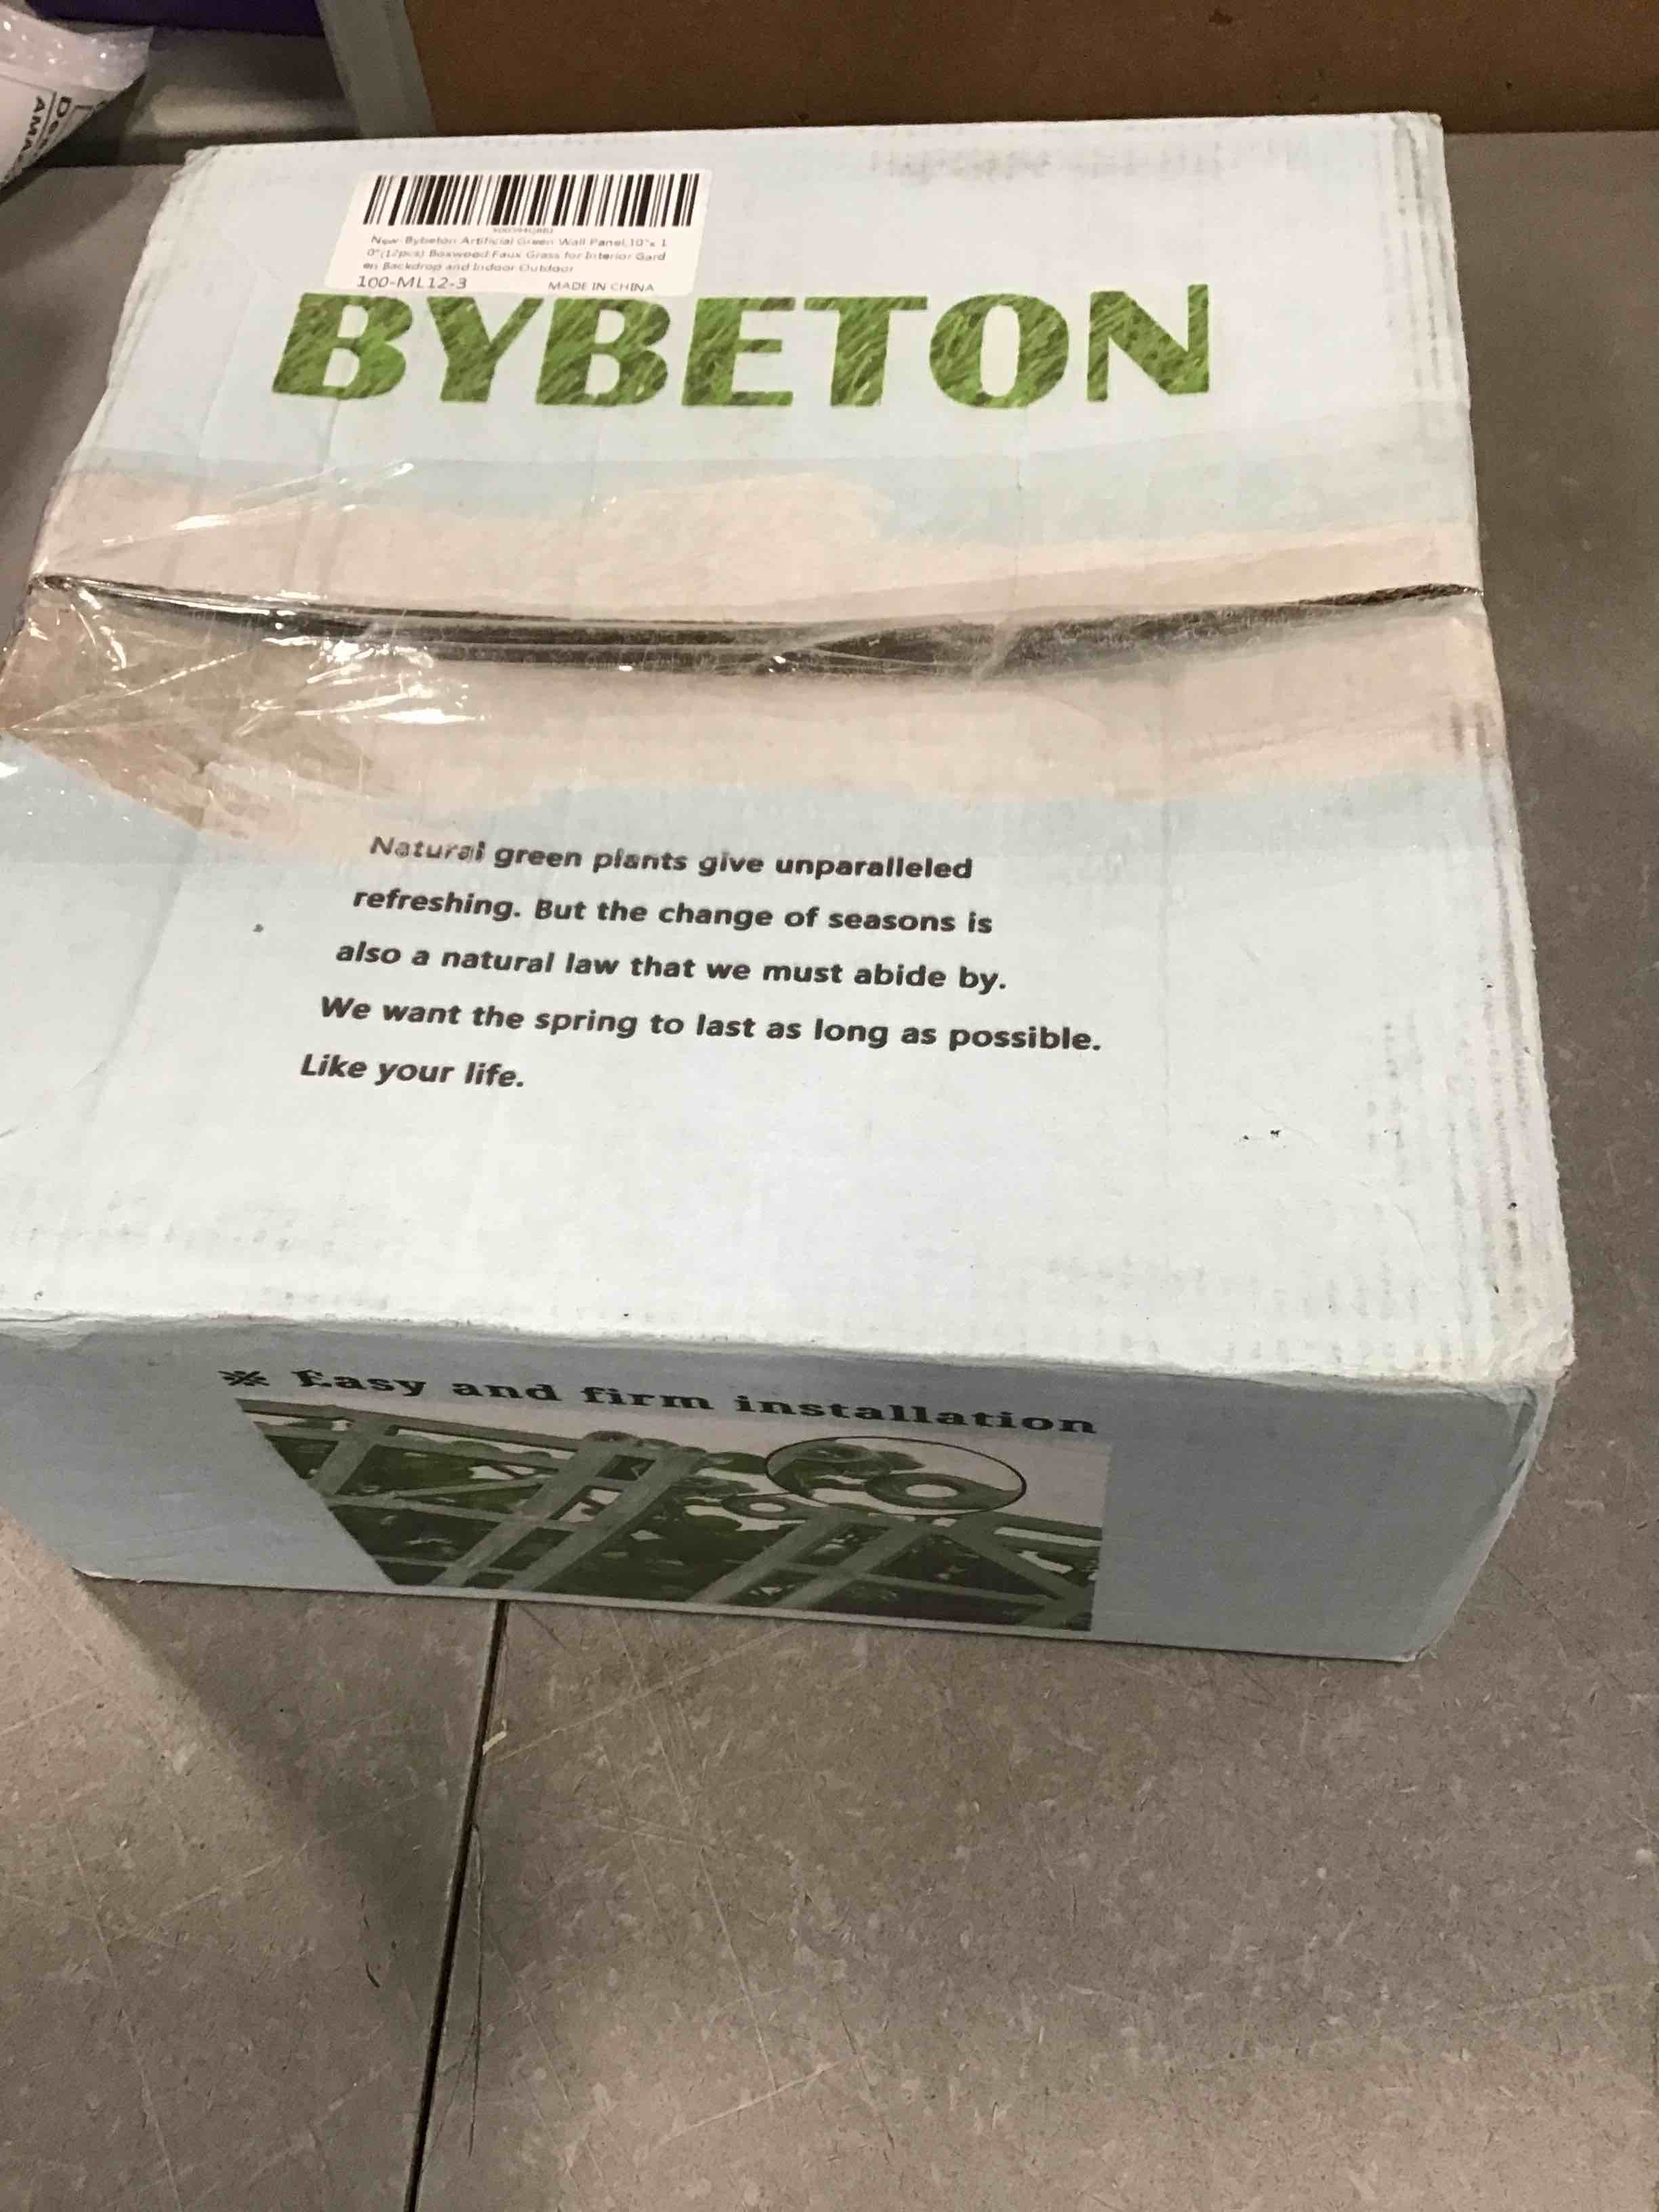 New-Bybeton Artificial Green Wall Panel,10"x 1
0"(12pcs) Boxwood Faux Grass for Interior Gard
en Backdrop and Indoor Outdoor
100-ML12-3 MADE IN CHINA
BYBETON
Natural green plants give unparalleled
refreshing. But the change of seasons is
also a natural law that we must abide by.
We want the spring to last as long as possible.
Like your life.
※ Easy and firm installation